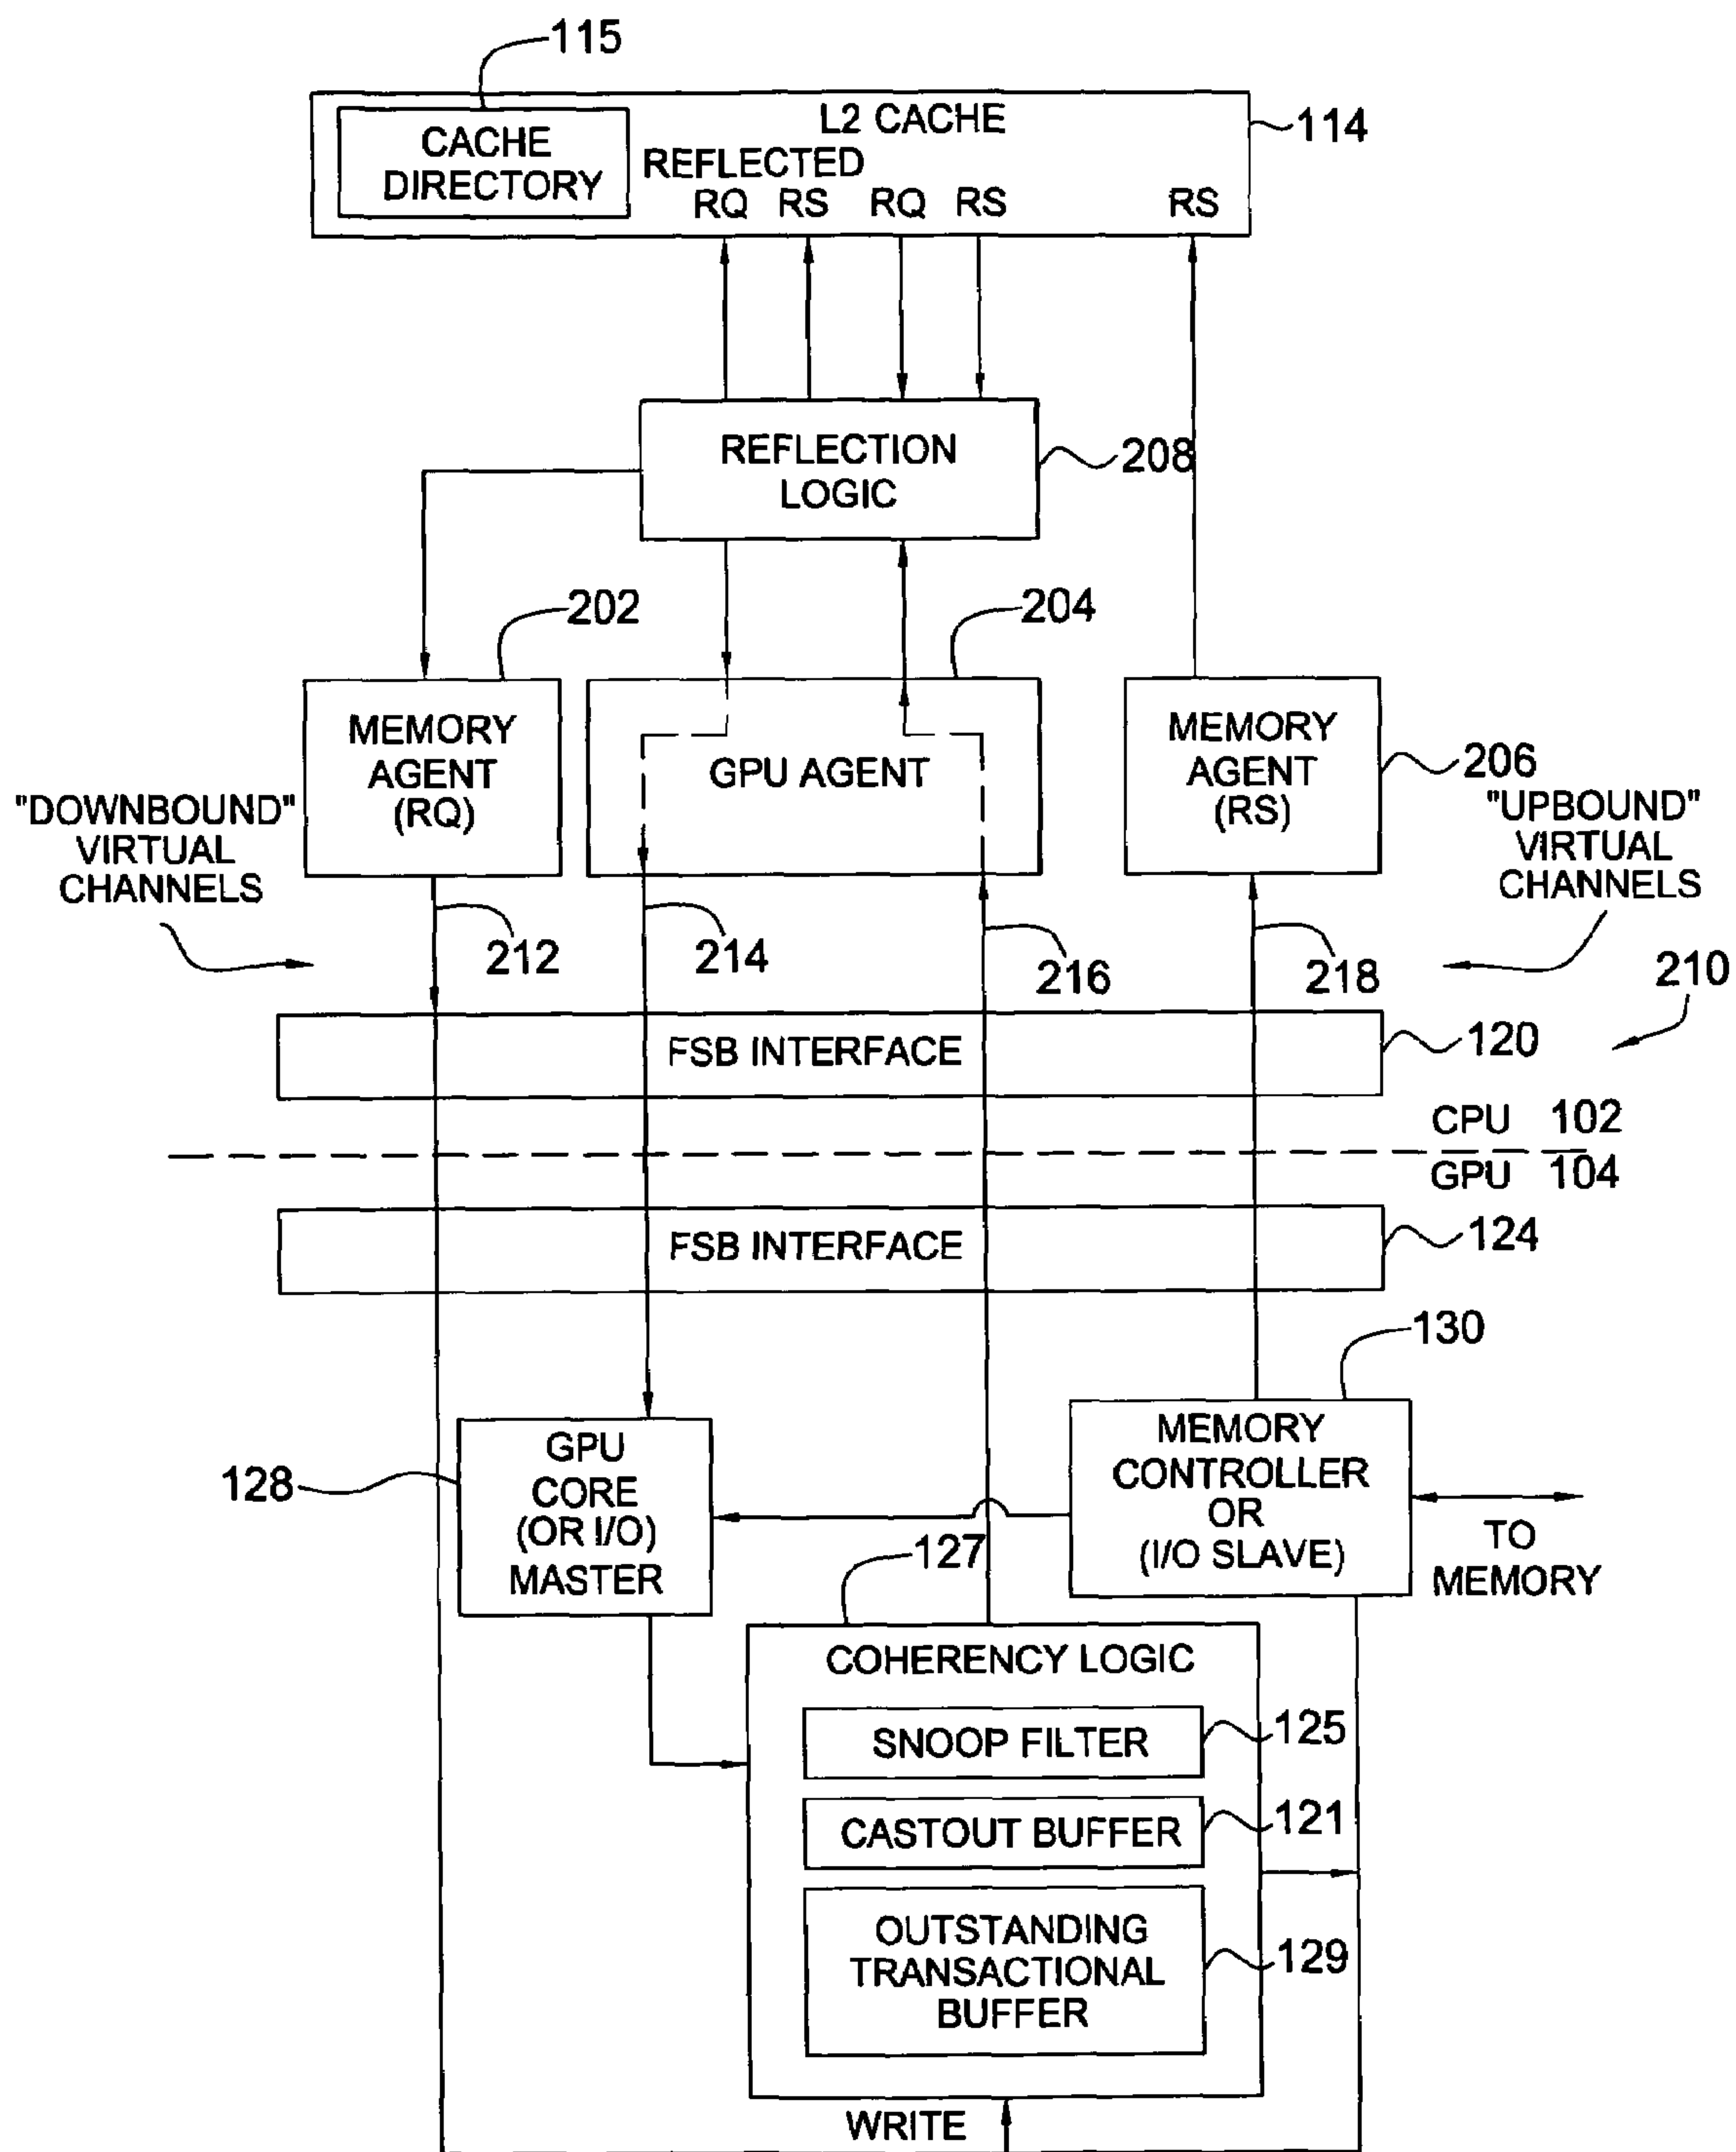 115
L2 CACHE
114
CACHE
DIRECTORY
REFLECTED
RQ RS RQ RS RS
REFLECTION
LOGIC
208
202
204
MEMORY
AGENT
(RQ)
GPU AGENT
MEMORY
AGENT
(RS)
206
"DOWNBOUND"
VIRTUAL
CHANNELS
"UPBOUND"
VIRTUAL
CHANNELS
212
214
216
218
210
FSB INTERFACE
120
CPU 102
GPU 104
FSB INTERFACE
124
130
128
GPU
CORE
(OR I/O)
MASTER
MEMORY
CONTROLLER
OR
(I/O SLAVE)
TO
MEMORY
127
COHERENCY LOGIC
SNOOP FILTER
125
CASTOUT BUFFER
121
OUTSTANDING
TRANSACTIONAL
BUFFER
129
WRITE